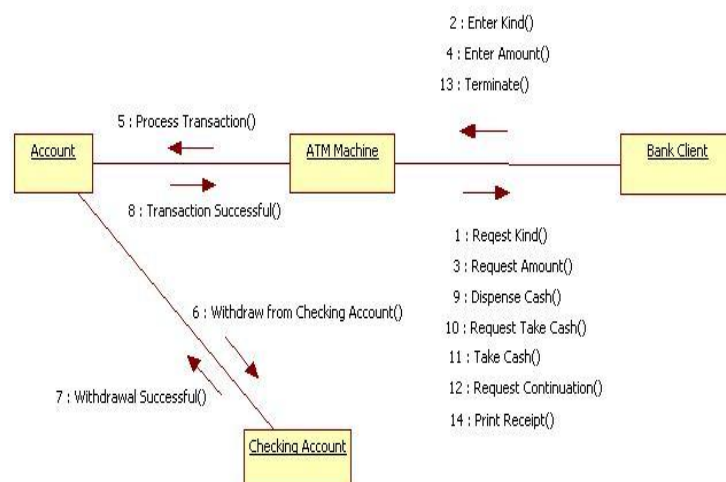 2 : Enter Kind()
4 : Enter Amount()
13 : Terminate()
5 : Process Transaction()
Account
ATM Machine
Bank Client
8 : Transaction Successful()
1 : Reqest Kind()
3 : Request Amount()
9 : Dispense Cash()
6 : Withdraw from Checking Account()
10 : Request Take Cash()
11 : Take Cash()
12 : Request Continuation()
7 : Withdrawal Successful()
14 : Print Receipt()
Checking Account